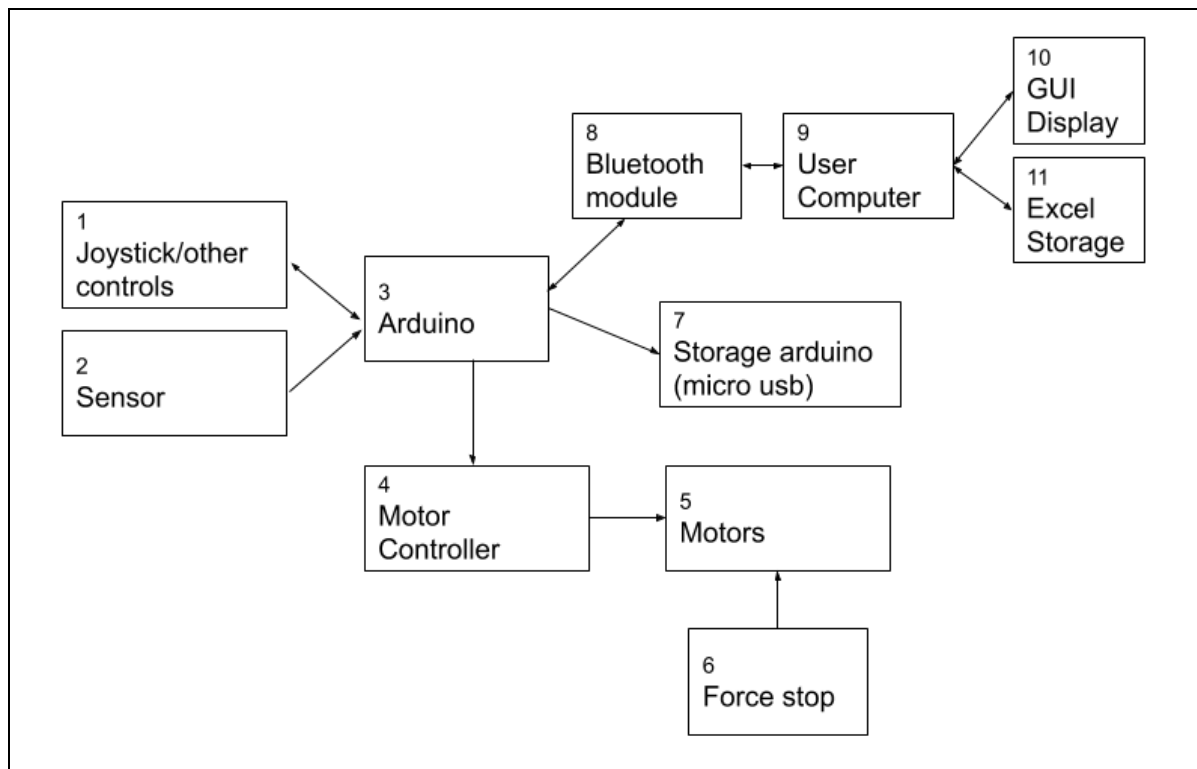 1
Joystick/other
controls
2
Sensor
3
Arduino
4
Motor
Controller
5
Motors
6
Force stop
7
Storage arduino
(micro usb)
8
Bluetooth
module
9
User
Computer
10
GUI
Display
11
Excel
Storage